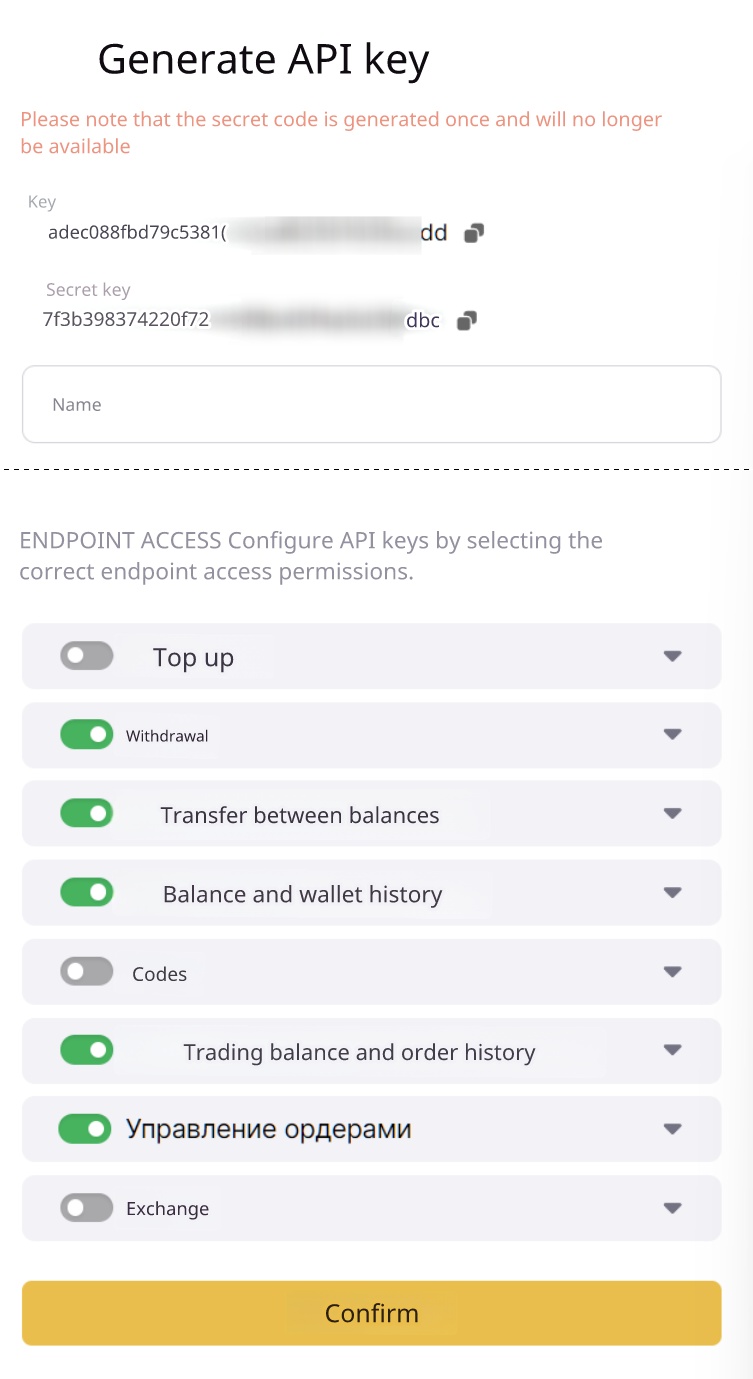 Generate API key
Please note that the secret code is generated once and will no longer
be available
Key
adec088fbd79c5381( dd
Secret key
7f3b398374220f72 dbc
Name
ENDPOINT ACCESS Configure API keys by selecting the
correct endpoint access permissions.
Top up
Withdrawal
Transfer between balances
Balance and wallet history
Codes
Trading balance and order history
Управление ордерами
Exchange
Confirm